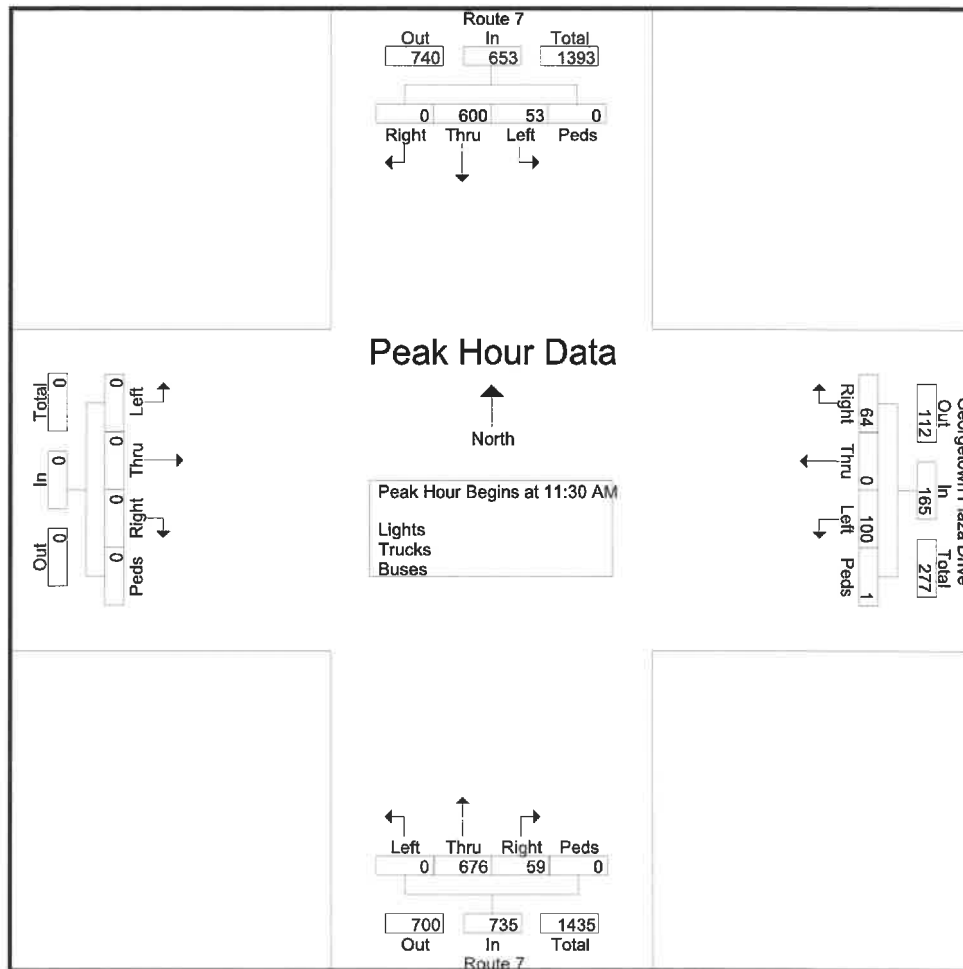 Route 7
Out In Total
740 653 1393
0 600 53 0
Right Thru Left Peds
Peak Hour Data
North
Peak Hour Begins at 11:30 AM
Lights
Trucks
Buses
Total In Out
0 0 0
0 0 0 0
Left Thru Right Peds
Georgetown Plaza Drive
Out In Total
112 165 277
64 0 100 1
Right Thru Left Peds
Left Thru Right Peds
0 676 59 0
700 735 1435
Out In Total
Route 7